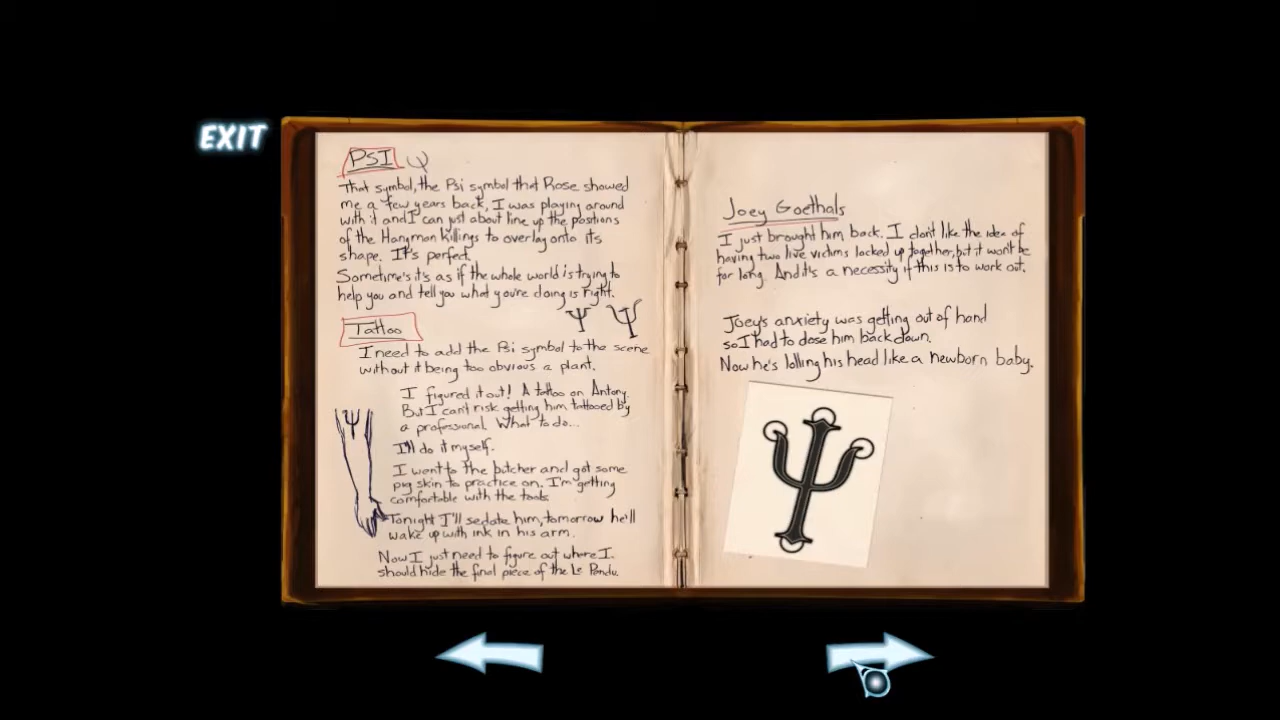 EXIT
PSI Ψ
That symbol, the Psi symbol that Rose showed
me a few years back, I was playing around
with it and I can just about line up the positions
of the Hangman killings to overlay onto its
shape. It's perfect.
Sometime's it's as if the whole world is trying to
help you and tell you what you're doing is right.
Tattoo
I need to add the Psi symbol to the scene
without it being too obvious a plant.
I figured it out! A tattoo on Antony.
But I can't risk getting him tattooed by
a professional. What to do...
I'll do it myself.
I went to the butcher and got some
pig skin to practice on. I'm getting
comfortable with the tools.
Tonight I'll sedate him, tomorrow he'll
wake up with ink in his arm.
Now I just need to figure out where I
should hide the final piece of the Le Pendu.
Joey Goethals
I just brought him back. I don't like the idea of
having two live victims locked up together, but it won't be
for long. And it's a necessity if this is to work out.
Joey's anxiety was getting out of hand
so I had to dose him back down.
Now he's lolling his head like a newborn baby.